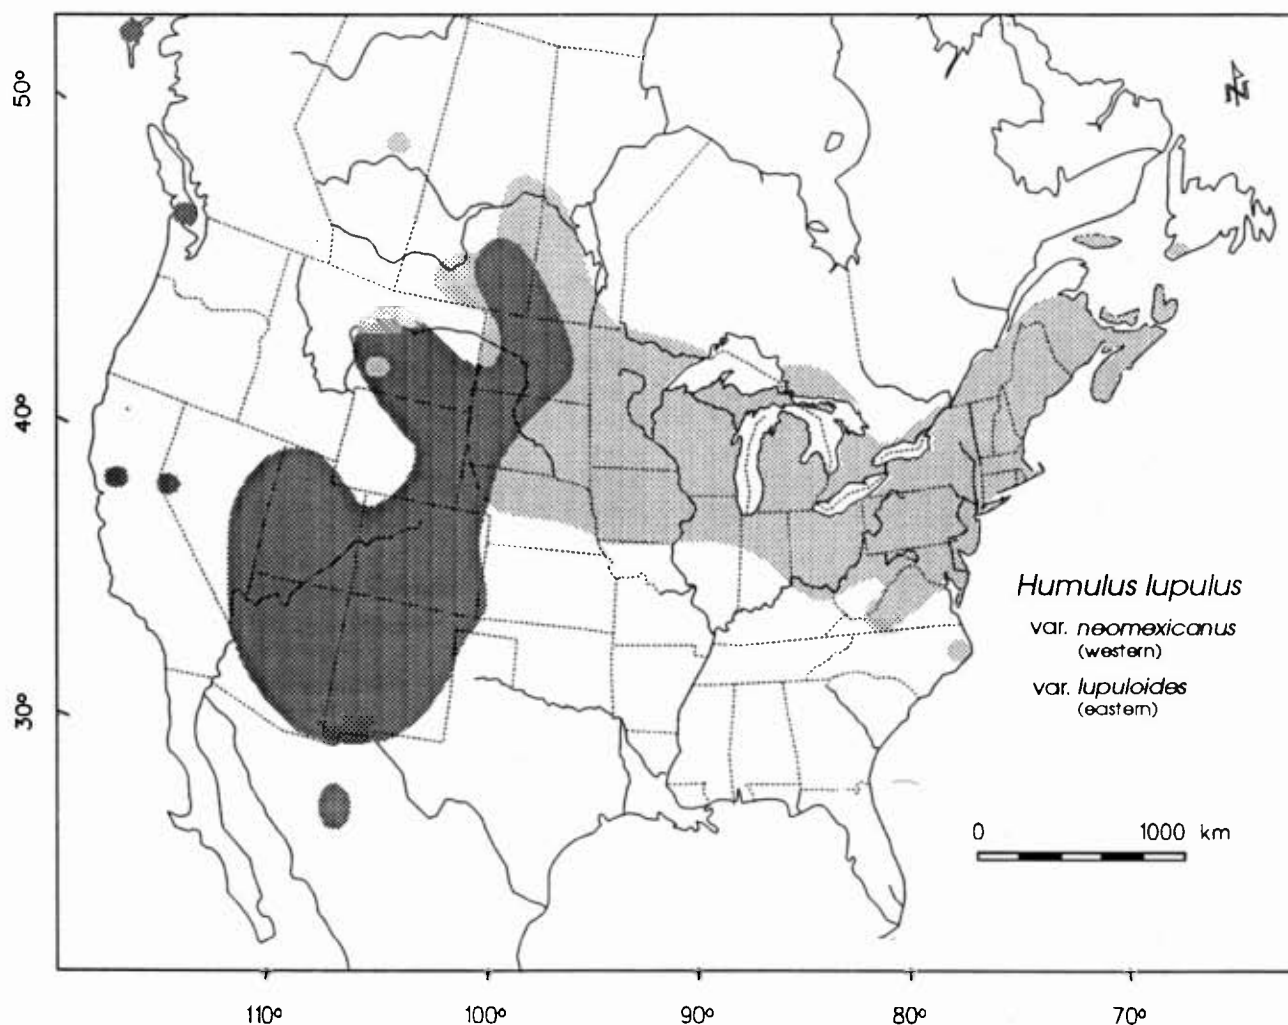 50°
40°
30°
N
Humulus lupulus
var. neomexicanus
(western)
var. lupuloides
(eastern)
0 1000 km
110° 100° 90° 80° 70°